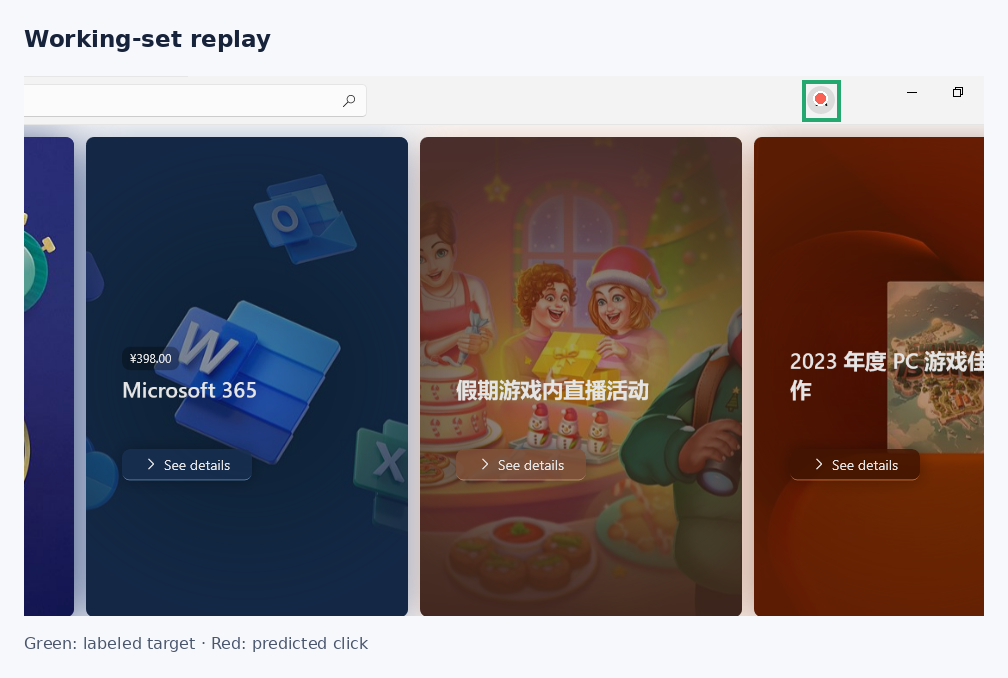 Working-set replay
¥398.00
Microsoft 365
See details
假期游戏内直播活动
See details
2023 年度 PC 游戏佳
作
See details
O
W
X
Green: labeled target · Red: predicted click